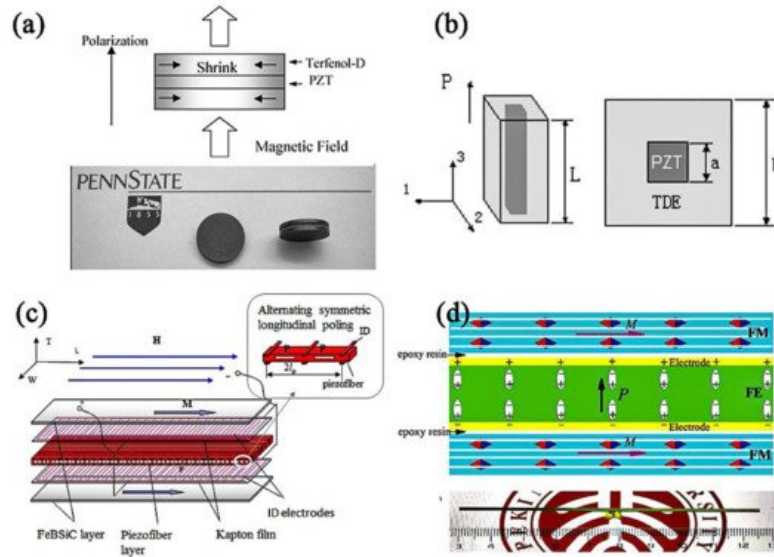 (a)
Polarization
Shrink
Terfenol-D
PZT
Magnetic Field
PENNSTATE
1855
(b)
P
3
1
2
L
PZT
a
TDE
(c)
T
L
W
H
Alternating symmetric
longitudinal poling
ID
P
P
piezofiber
M
P
ID electrodes
FeBSiC layer
Piezofiber
layer
Kapton film
(d)
M
FM
epoxy resin
Electrode
P
FE
epoxy resin
Electrode
M
FM